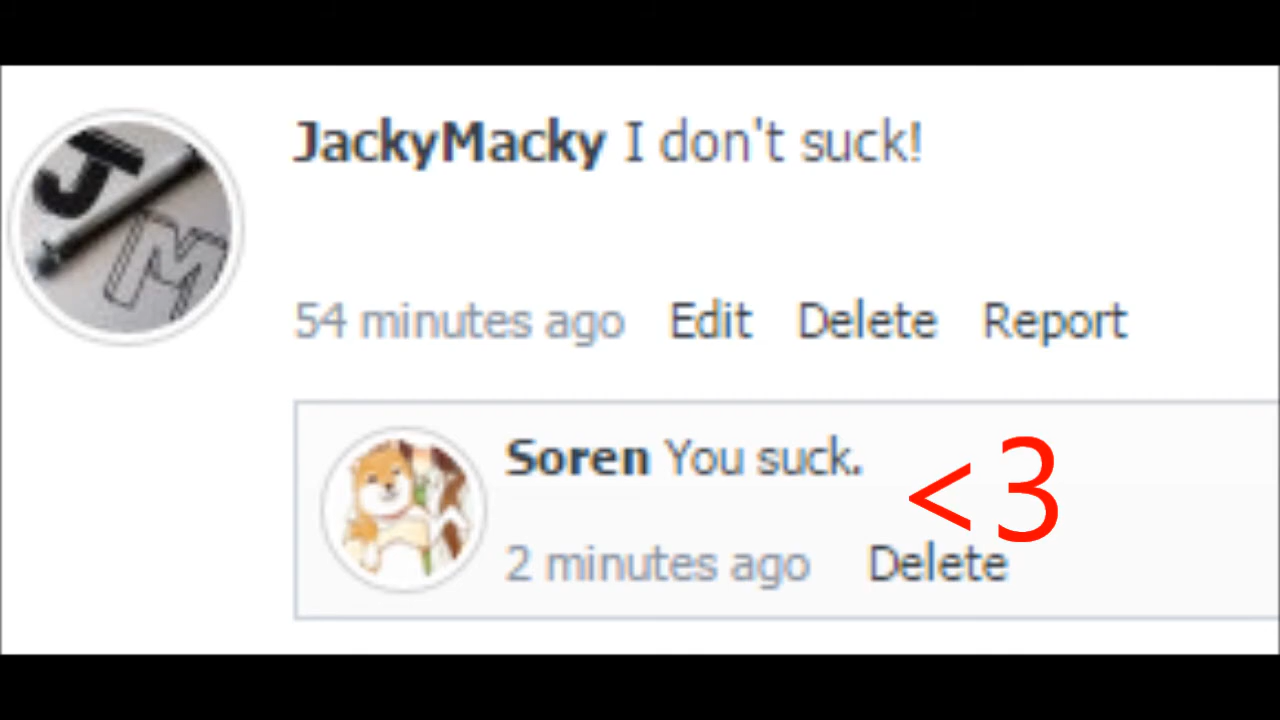 J
M
JackyMacky I don't suck!
54 minutes ago Edit Delete Report
Soren You suck.
<3
2 minutes ago Delete